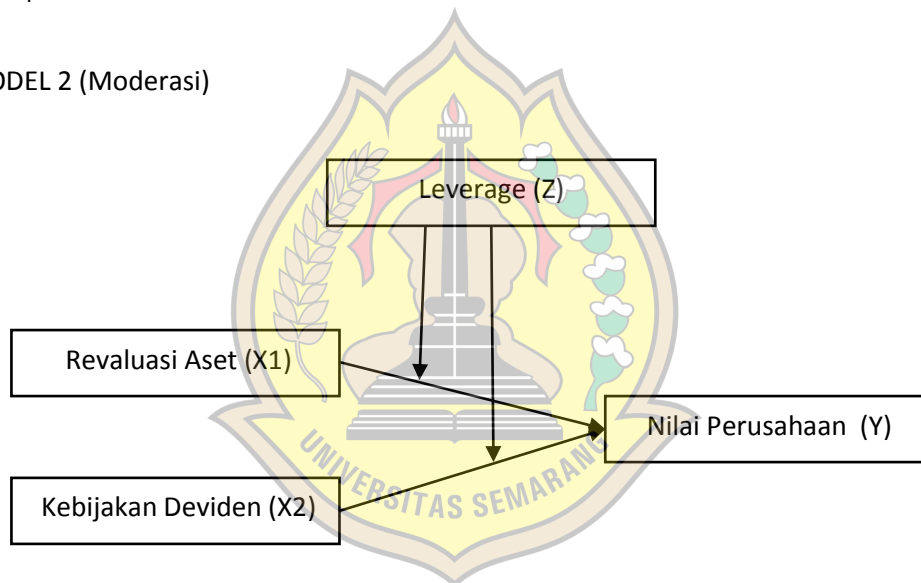 ODEL 2 (Moderasi)
Leverage (Z)
Revaluasi Aset (X1)
Nilai Perusahaan (Y)
Kebijakan Deviden (X2)
UNIVERSITAS SEMARANG